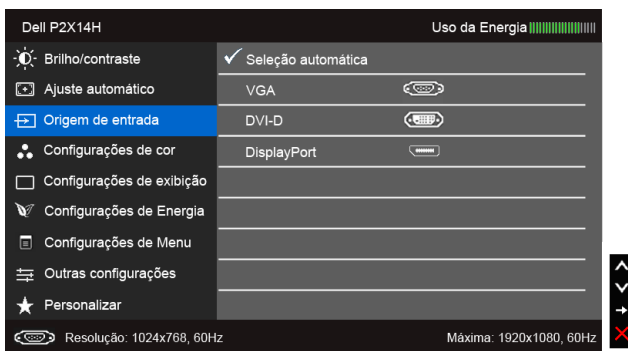 Dell P2X14H Uso da Energia
Brilho/contraste
Ajuste automático
Origem de entrada
Configurações de cor
Configurações de exibição
Configurações de Energia
Configurações de Menu
Outras configurações
Personalizar
Seleção automática
VGA
DVI-D
DisplayPort
Resolução: 1024x768, 60Hz Máxima: 1920x1080, 60Hz